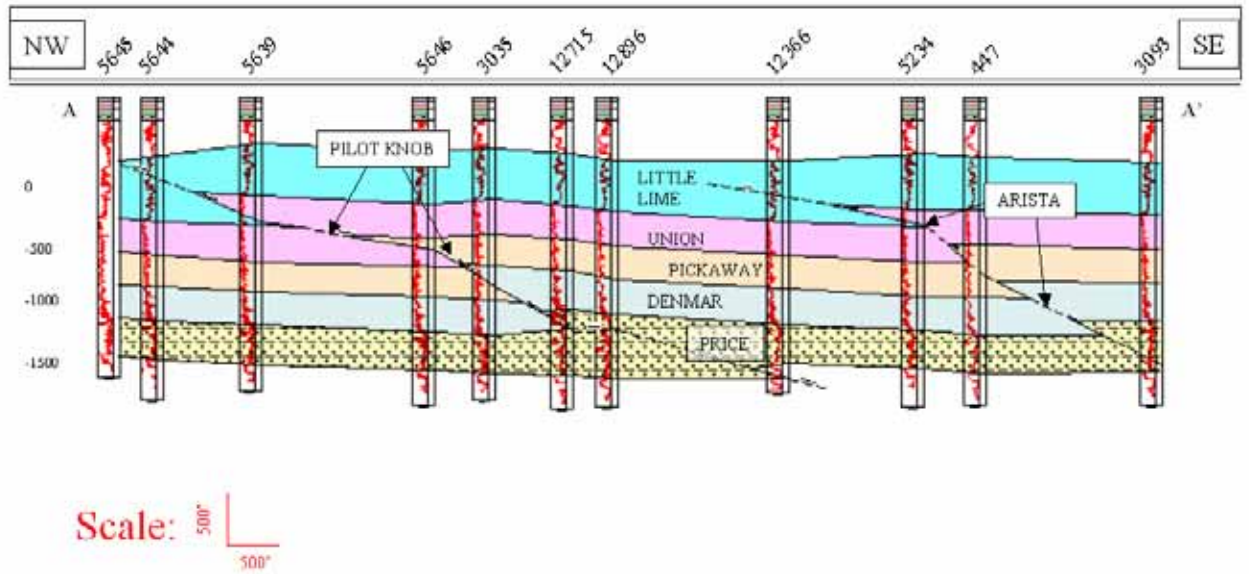 NW
5645
5644
5639
5646
3035
12715
12896
12366
5234
447
3093
SE
A
A'
PILOT KNOB
LITTLE
LIME
ARISTA
0
UNION
-500
PICKAWAY
DENMAR
-1000
PRICE
-1500
Scale:
500'
500'